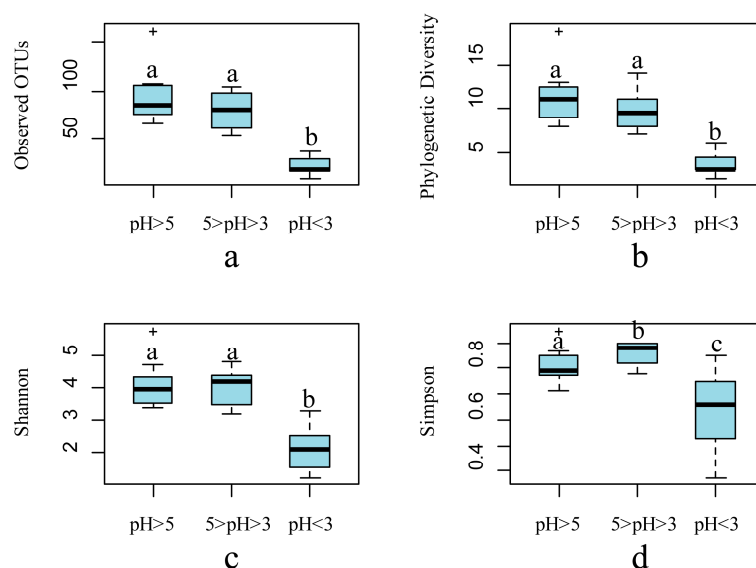 Observed OTUs
100
50
+
a
a
b
pH>5 5>pH>3 pH<3
a
Phylogenetic Diversity
15
10
5
+
a
a
b
pH>5 5>pH>3 pH<3
b
Shannon
5
4
3
2
+
a
a
b
pH>5 5>pH>3 pH<3
c
Simpson
0.8
0.6
0.4
+
a
b
c
pH>5 5>pH>3 pH<3
d